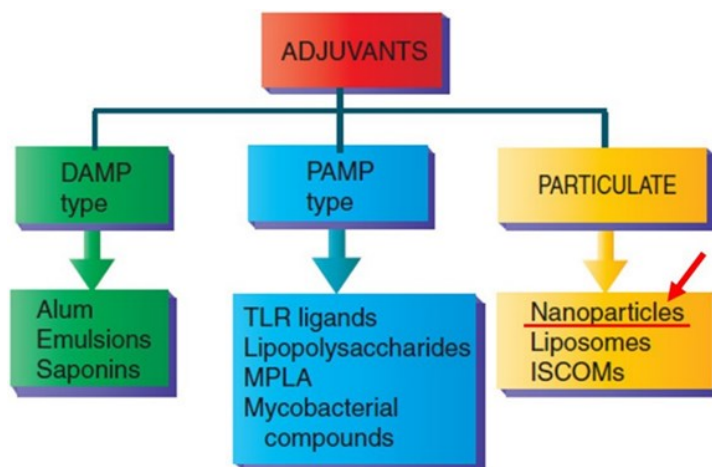 ADJUVANTS
DAMP
type
PAMP
type
PARTICULATE
Alum
Emulsions
Saponins
TLR ligands
Lipopolysaccharides
MPLA
Mycobacterial
compounds
Nanoparticles
Liposomes
ISCOMs